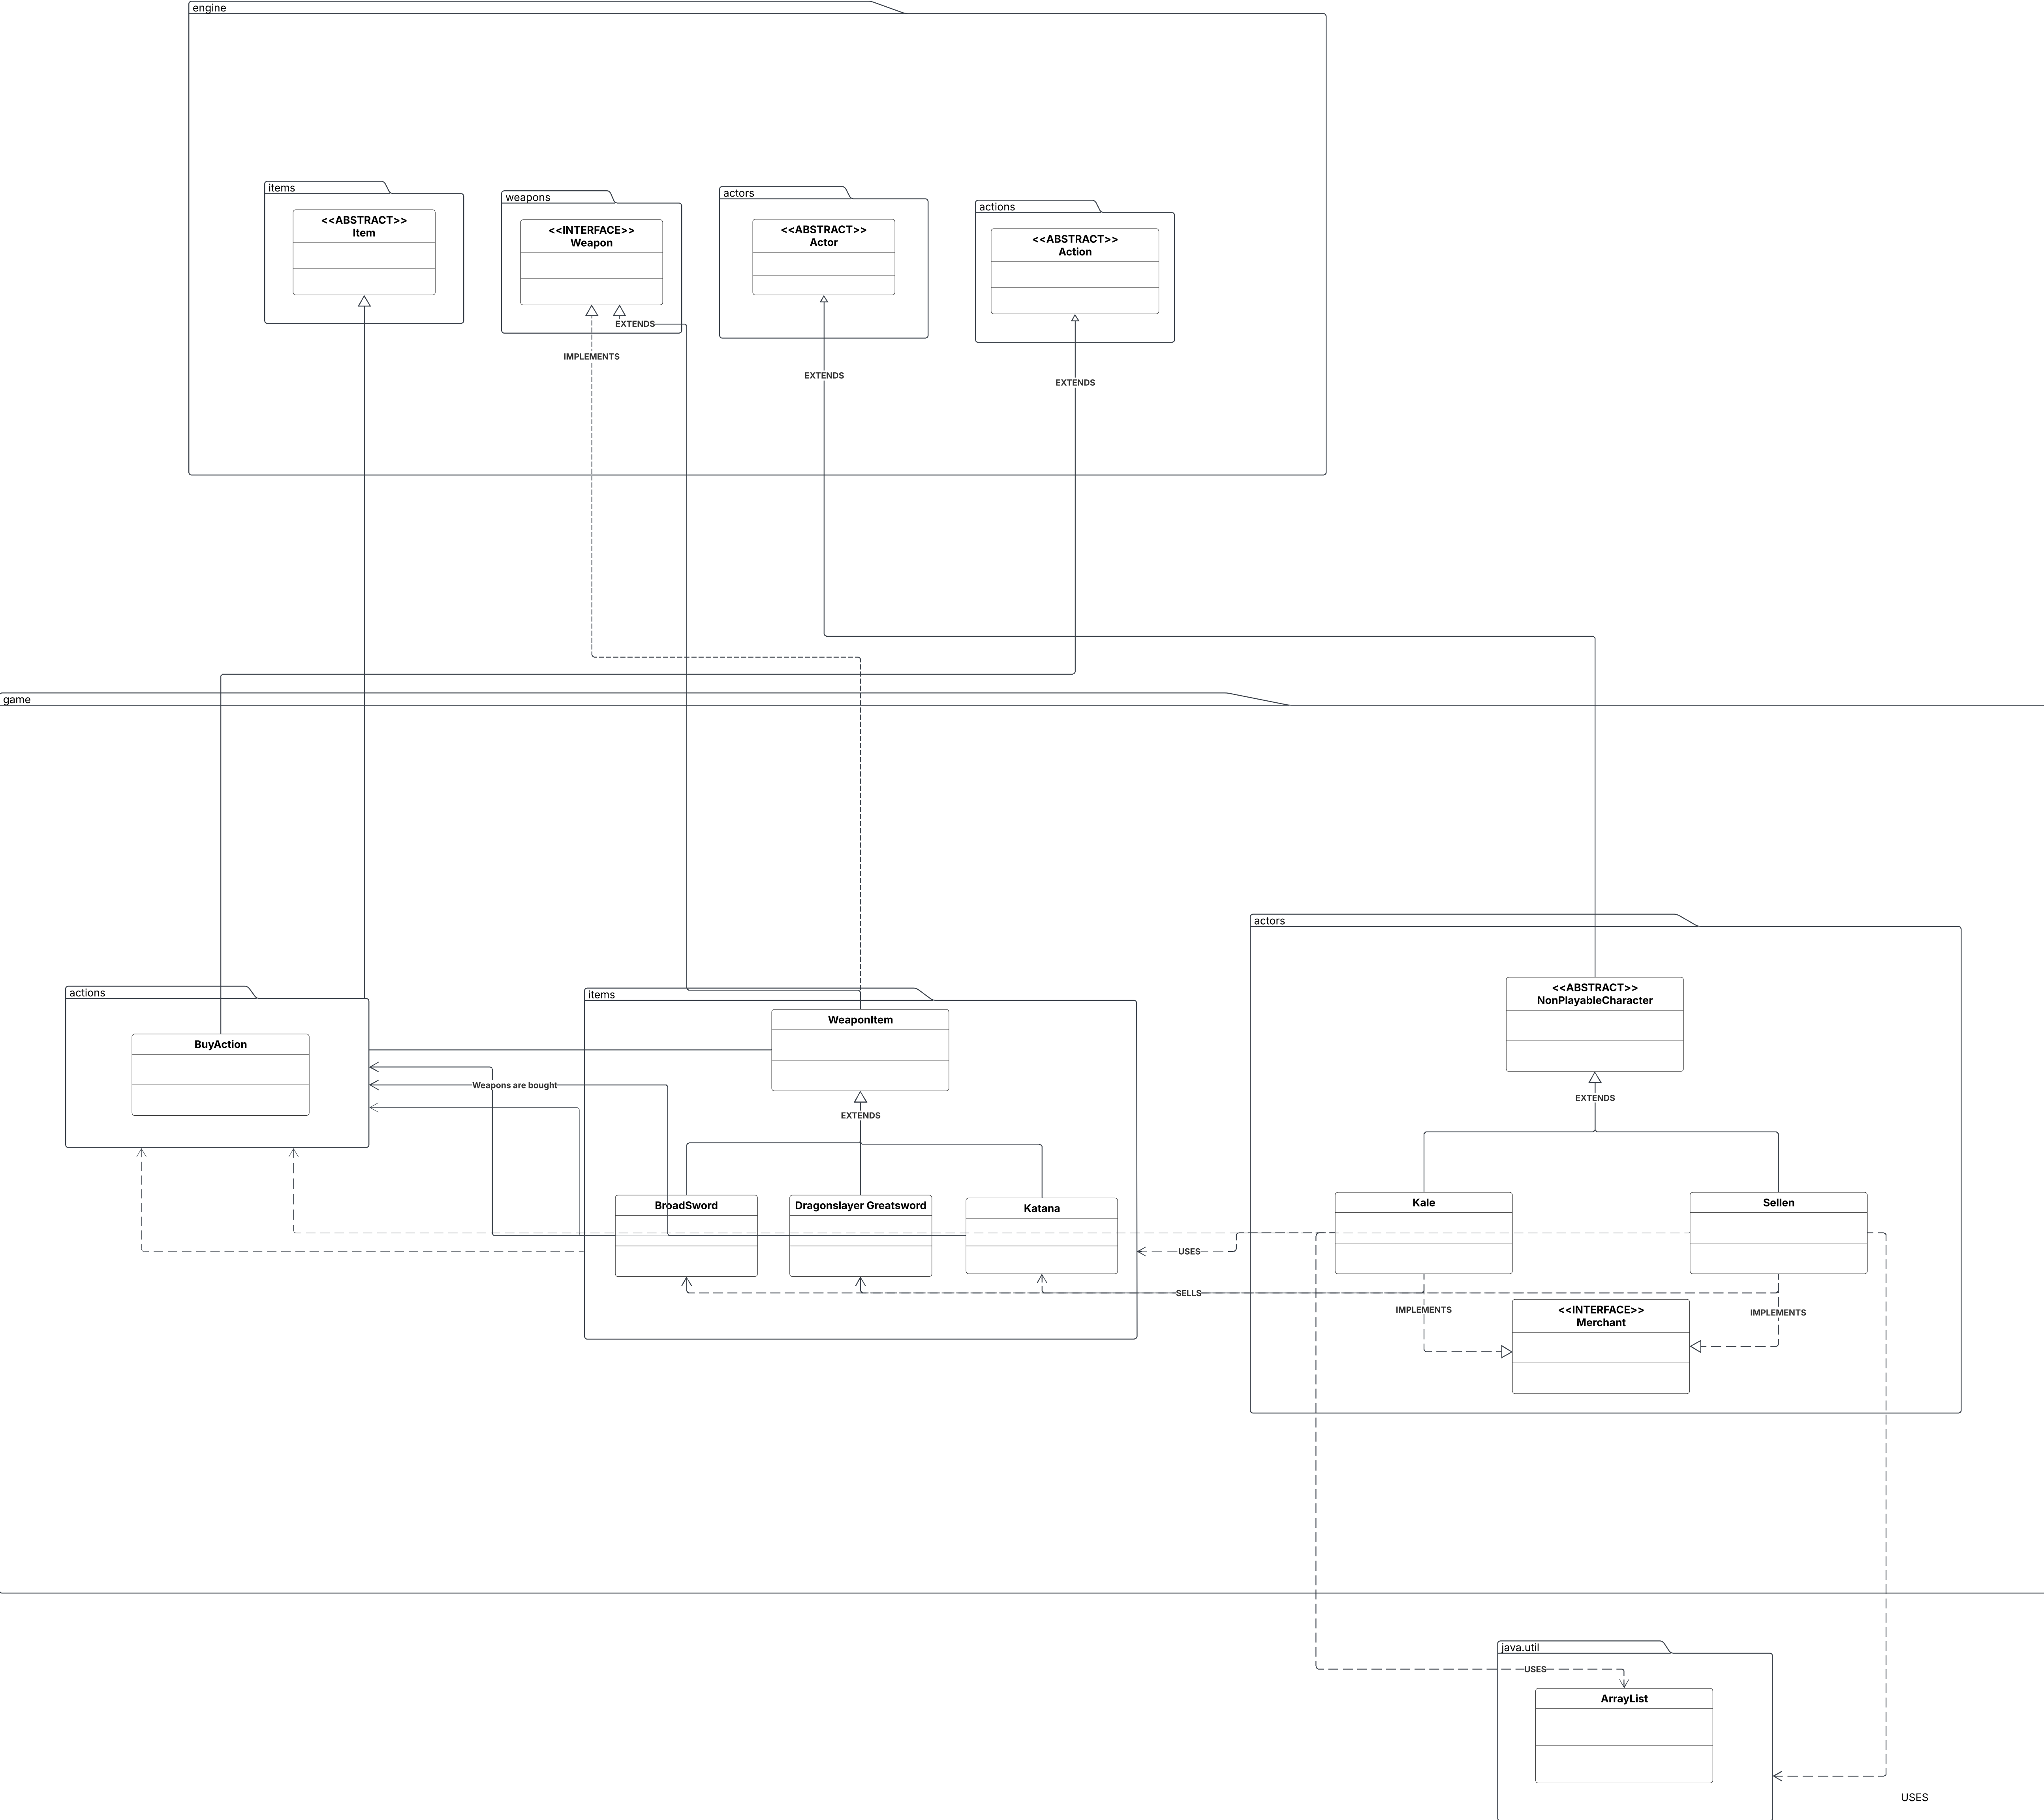 engine
items
<<ABSTRACT>>
Item
weapons
<<INTERFACE>>
Weapon
EXTENDS
IMPLEMENTS
actors
<<ABSTRACT>>
Actor
EXTENDS
actions
<<ABSTRACT>>
Action
EXTENDS
game
actions
BuyAction
Weapons are bought
items
WeaponItem
EXTENDS
BroadSword
Dragonslayer Greatsword
Katana
USES
SELLS
actors
<<ABSTRACT>>
NonPlayableCharacter
EXTENDS
Kale
Sellen
IMPLEMENTS
<<INTERFACE>>
Merchant
IMPLEMENTS
java.util
USES
ArrayList
USES